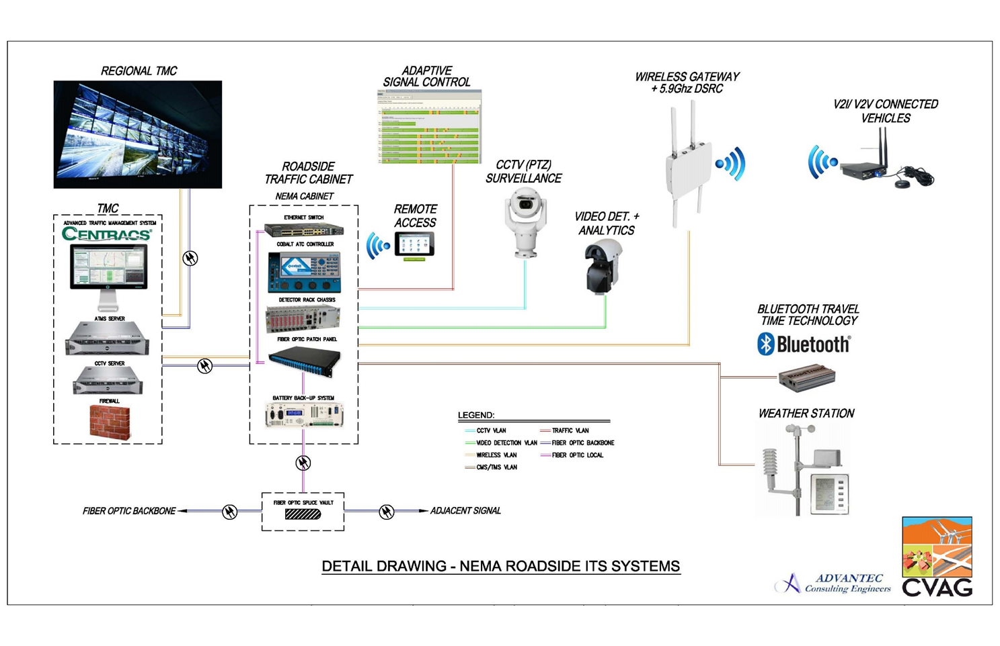 REGIONAL TMC
ADAPTIVE
SIGNAL CONTROL
WIRELESS GATEWAY
+ 5.9Ghz DSRC
V2I/ V2V CONNECTED
VEHICLES
ROADSIDE
TRAFFIC CABINET
NEMA CABINET
CCTV (PTZ)
SURVEILLANCE
TMC
ADVANCED TRAFFIC MANAGEMENT SYSTEM
CENTRACS®
REMOTE
ACCESS
VIDEO DET. +
ANALYTICS
ETHERNET SWITCH
COBALT ATC CONTROLLER
cobalt
DETECTOR RACK CHASSIS
ATMS SERVER
FIBER OPTIC PATCH PANEL
CCTV SERVER
FIREWALL
BATTERY BACK-UP SYSTEM
BLUETOOTH TRAVEL
TIME TECHNOLOGY
Bluetooth®
WEATHER STATION
LEGEND:
CCTV VLAN
TRAFFIC VLAN
VIDEO DETECTION VLAN
FIBER OPTIC BACKBONE
WIRELESS VLAN
FIBER OPTIC LOCAL
CMS/TMS VLAN
FIBER OPTIC SPLICE VAULT
FIBER OPTIC BACKBONE
ADJACENT SIGNAL
DETAIL DRAWING - NEMA ROADSIDE ITS SYSTEMS
ADVANTEC
Consulting Engineers
CVAG